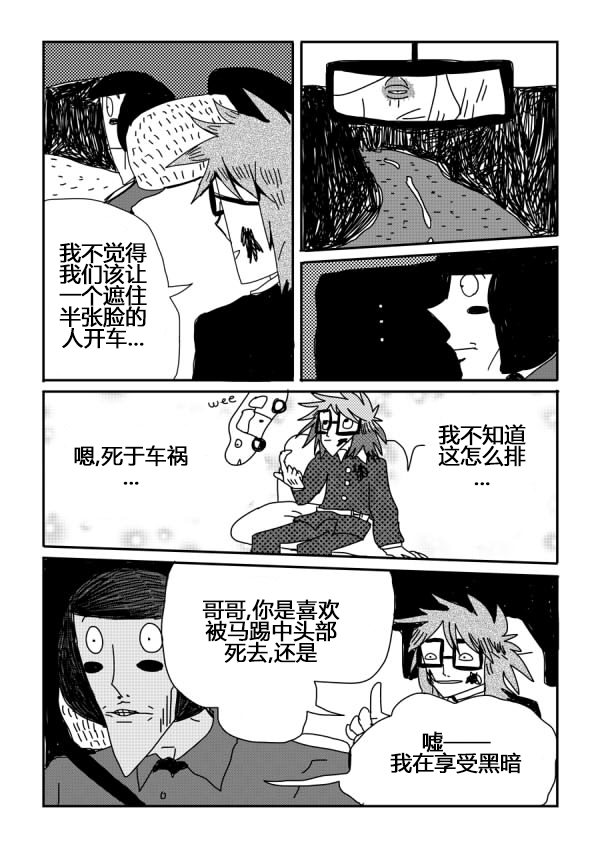 我不觉得
我们该让
一个遮住
半张脸的
人开车...
...
wee
嗯,死于车祸
...
我不知道
这怎么排
...
哥哥,你是喜欢
被马踢中头部
死去,还是
嘘——
我在享受黑暗